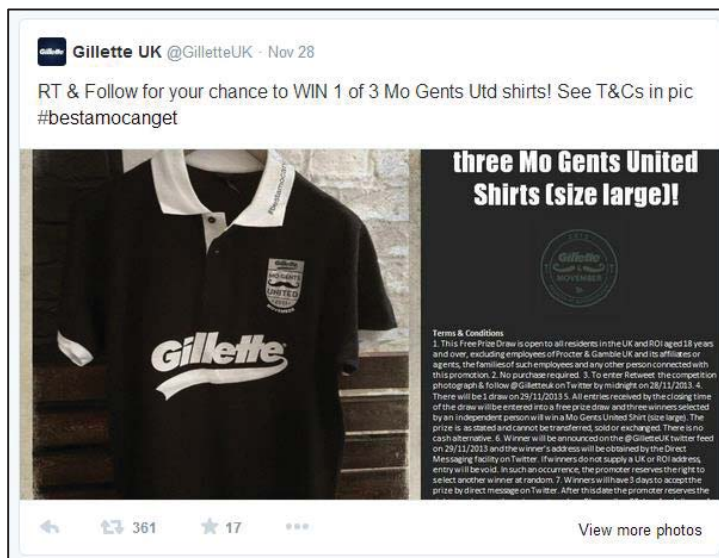 Gillette Gillette UK @GilletteUK · Nov 28
RT & Follow for your chance to WIN 1 of 3 Mo Gents Utd shirts! See T&Cs in pic
#bestamocanget
#bestamocan
Gillette
MO GENTS
UNITED
MOVEMBER
Gillette
three Mo Gents United
Shirts (size large)!
Gillette
&
MOVEMBER
Terms & Conditions
1. This Free Prize Draw is open to all residents in the UK and ROI aged 18 years
and over, excluding employees of Procter & Gamble UK and its affiliates or
agents, the families of such employees and any other person connected with
this promotion. 2. No purchase required. 3. To enter Retweet the competition
photograph & follow @Gilletteuk on Twitter by midnight on 28/11/2013. 4.
There will be 1 draw on 29/11/2013 5. All entries received by the closing time
of the draw will be entered into a free prize draw and three winners selected
by an independent person will win a Mo Gents United Shirt (size large). The
prize is as stated and cannot be transferred, sold or exchanged. There is no
cash alternative. 6. Winner will be announced on the @GilletteUK twitter feed
on 29/11/2013 and the winner's address will be obtained by the Direct
Messaging facility on Twitter. If winners do not supply a UK or ROI address,
entry will be void. In such an occurrence, the promoter reserves the right to
select another winner at random. 7. Winners will have 3 days to accept the
prize by direct message on Twitter. After this date the promoter reserves the
361 17 View more photos